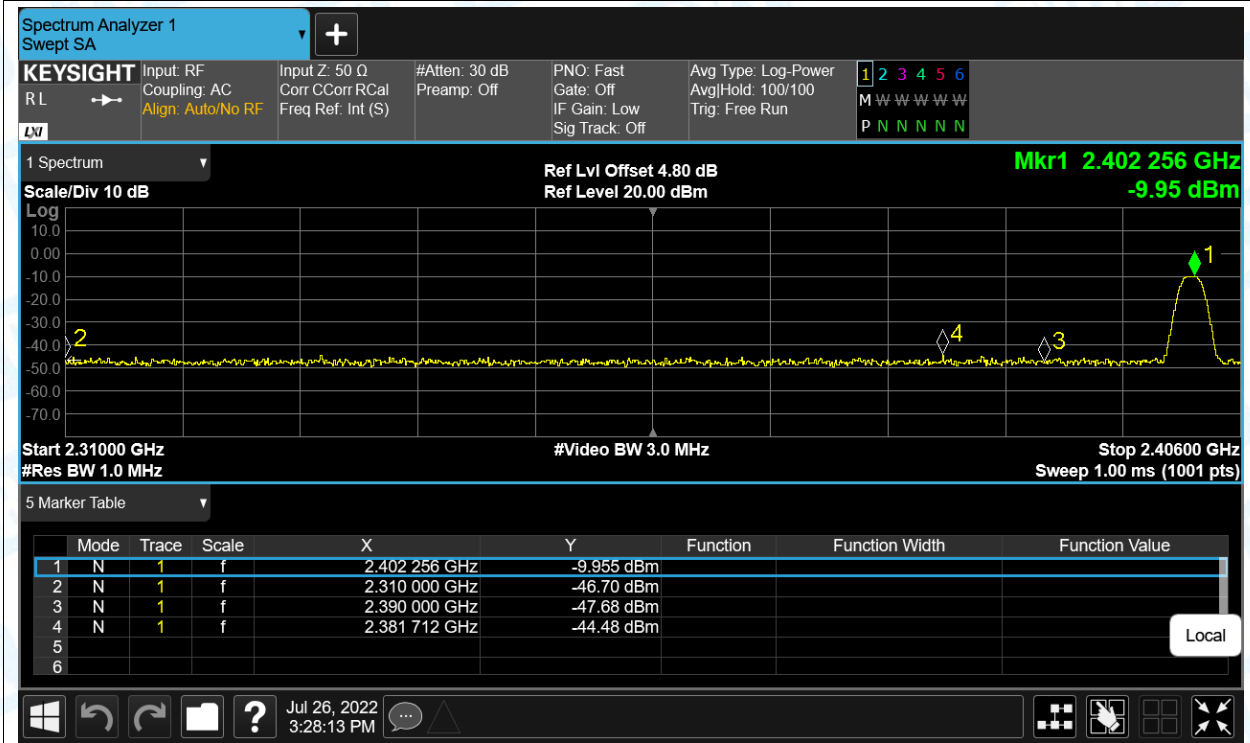 Spectrum Analyzer 1
Swept SA
KEYSIGHT
RL
LXI
Input: RF
Coupling: AC
Align: Auto/No RF
Input Z: 50 Ω
Corr CCorr RCal
Freq Ref: Int (S)
#Atten: 30 dB
Preamp: Off
PNO: Fast
Gate: Off
IF Gain: Low
Sig Track: Off
Avg Type: Log-Power
Avg|Hold: 100/100
Trig: Free Run
1 2 3 4 5 6
M W W W W W
P N N N N N
1 Spectrum
Scale/Div 10 dB
Ref Lvl Offset 4.80 dB
Ref Level 20.00 dBm
Mkr1 2.402 256 GHz
-9.95 dBm
Log
10.0
0.00
-10.0
-20.0
-30.0
-40.0
-50.0
-60.0
-70.0
1
2
4
3
Start 2.31000 GHz
#Video BW 3.0 MHz
Stop 2.40600 GHz
#Res BW 1.0 MHz
Sweep 1.00 ms (1001 pts)
5 Marker Table
Mode Trace Scale X Y Function Function Width Function Value
1 N 1 f 2.402 256 GHz -9.955 dBm
2 N 1 f 2.310 000 GHz -46.70 dBm
3 N 1 f 2.390 000 GHz -47.68 dBm
4 N 1 f 2.381 712 GHz -44.48 dBm
5
6
Local
?
Jul 26, 2022
3:28:13 PM